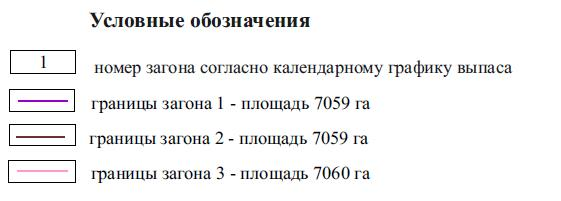 Условные обозначения
1 номер загона согласно календарному графику выпаса
границы загона 1 - площадь 7059 га
границы загона 2 - площадь 7059 га
границы загона 3 - площадь 7060 га